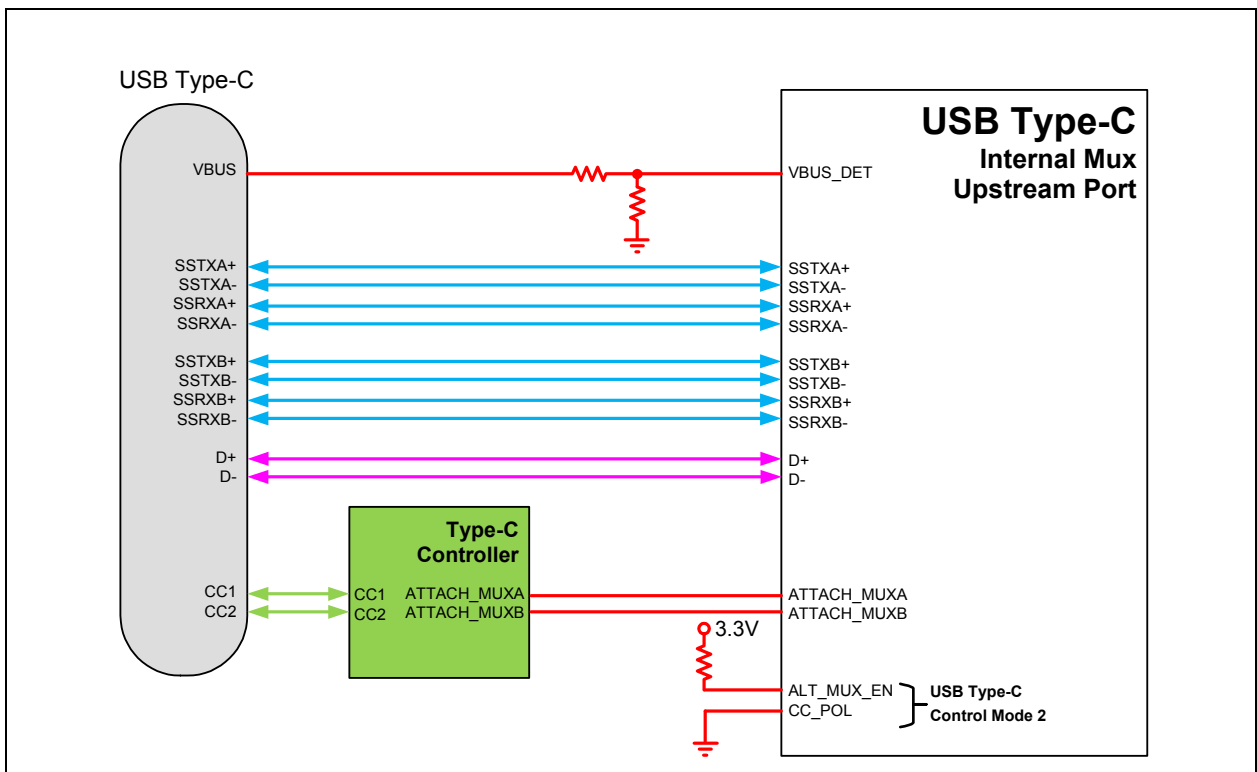 USB Type-C
VBUS
SSTXA+
SSTXA-
SSRXA+
SSRXA-
SSTXB+
SSTXB-
SSRXB+
SSRXB-
D+
D-
CC1
CC2
Type-C
Controller
CC1 ATTACH_MUXA
CC2 ATTACH_MUXB
3.3V
USB Type-C
Internal Mux
Upstream Port
VBUS_DET
SSTXA+
SSTXA-
SSRXA+
SSRXA-
SSTXB+
SSTXB-
SSRXB+
SSRXB-
D+
D-
ATTACH_MUXA
ATTACH_MUXB
ALT_MUX_EN
CC_POL
USB Type-C
Control Mode 2